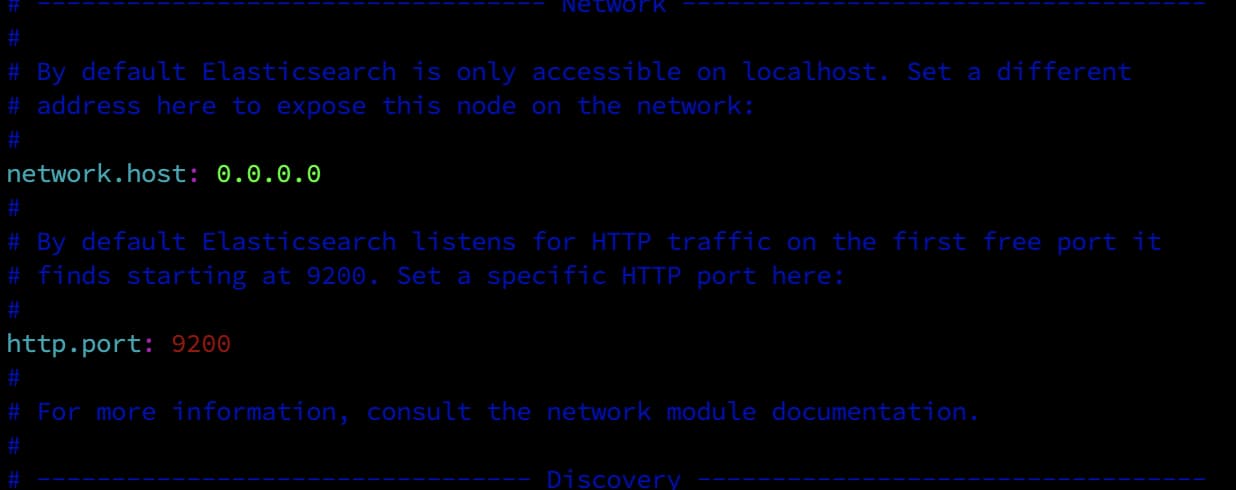 # ---------------------------------- Network -----------------------------------
#
# By default Elasticsearch is only accessible on localhost. Set a different
# address here to expose this node on the network:
#
network.host: 0.0.0.0
#
# By default Elasticsearch listens for HTTP traffic on the first free port it
# finds starting at 9200. Set a specific HTTP port here:
#
http.port: 9200
#
# For more information, consult the network module documentation.
#
# --------------------------------- Discovery ----------------------------------